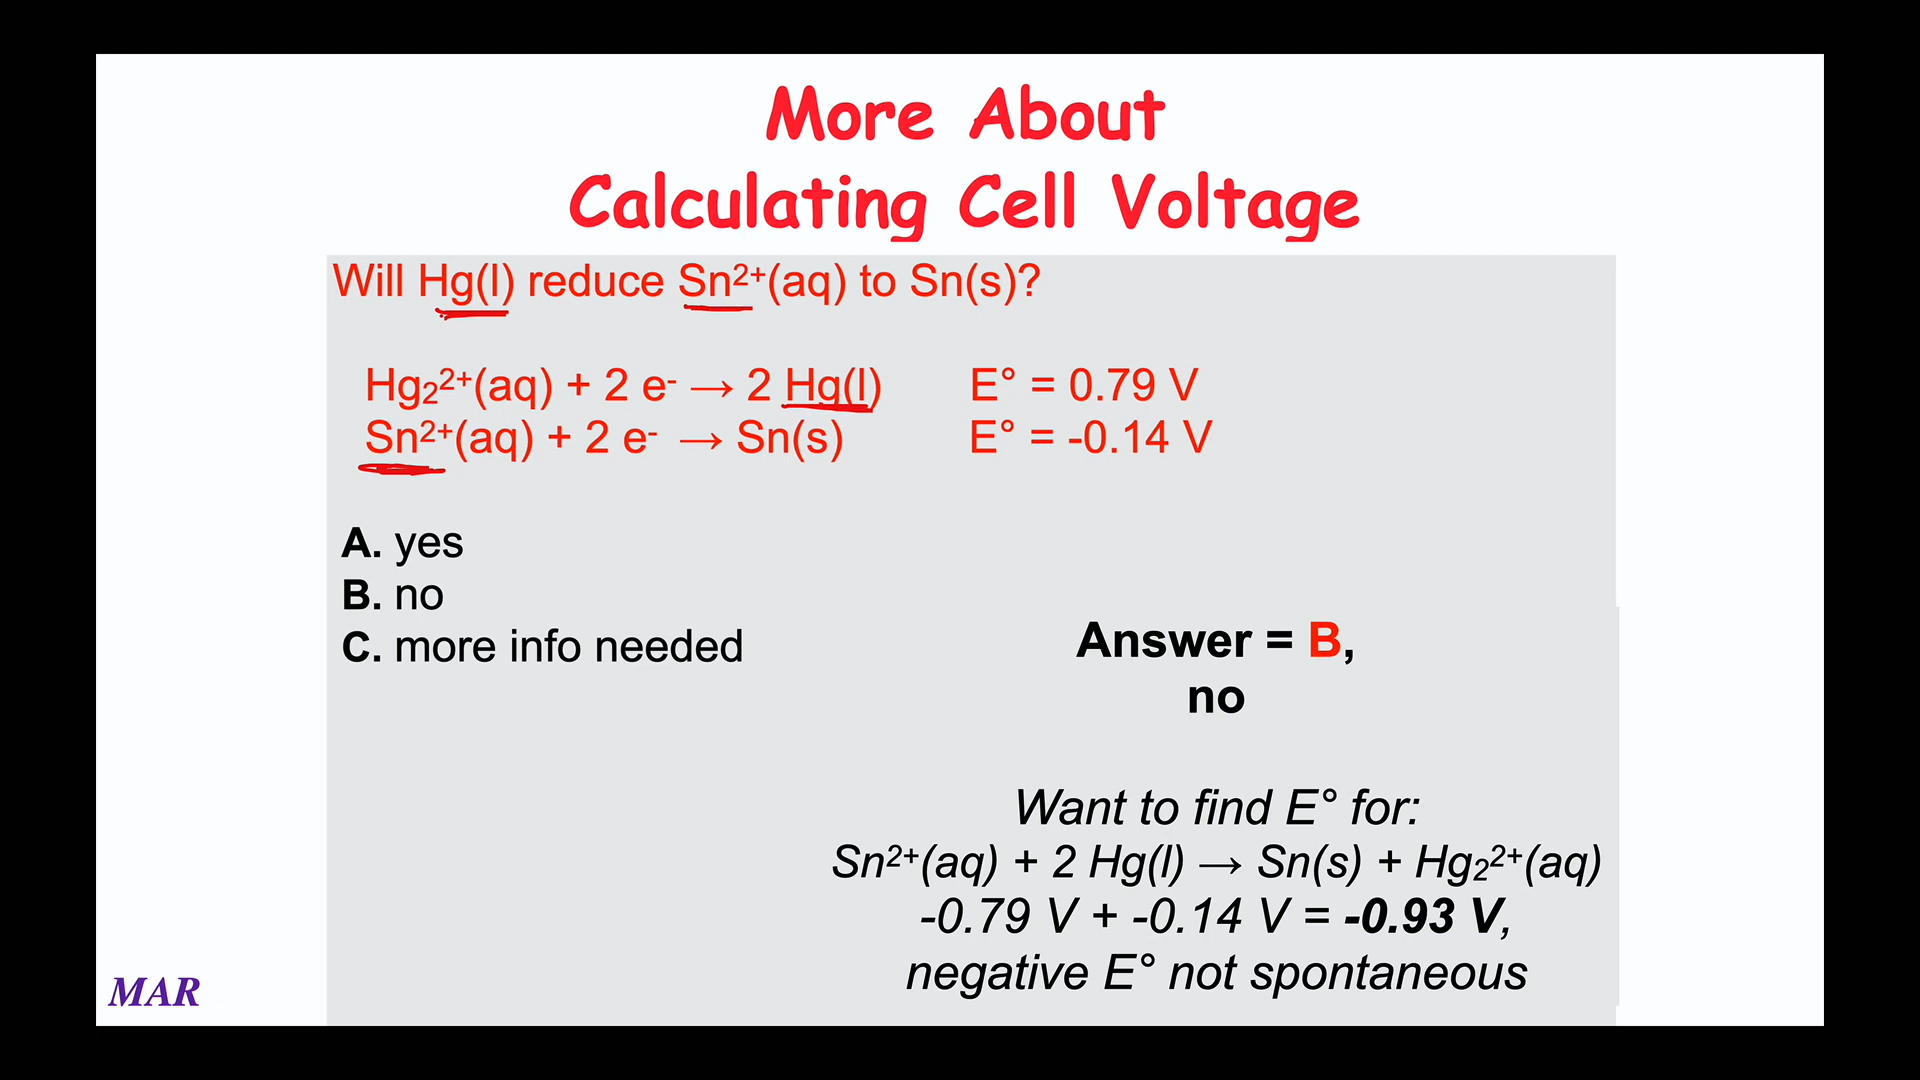 More About
Calculating Cell Voltage
Will Hg(l) reduce Sn²⁺(aq) to Sn(s)?
Hg₂²⁺(aq) + 2 e⁻ → 2 Hg(l) E° = 0.79 V
Sn²⁺(aq) + 2 e⁻ → Sn(s) E° = -0.14 V
A. yes
B. no
C. more info needed
Answer = B,
no
Want to find E° for:
Sn²⁺(aq) + 2 Hg(l) → Sn(s) + Hg₂²⁺(aq)
-0.79 V + -0.14 V = -0.93 V,
negative E° not spontaneous
MAR